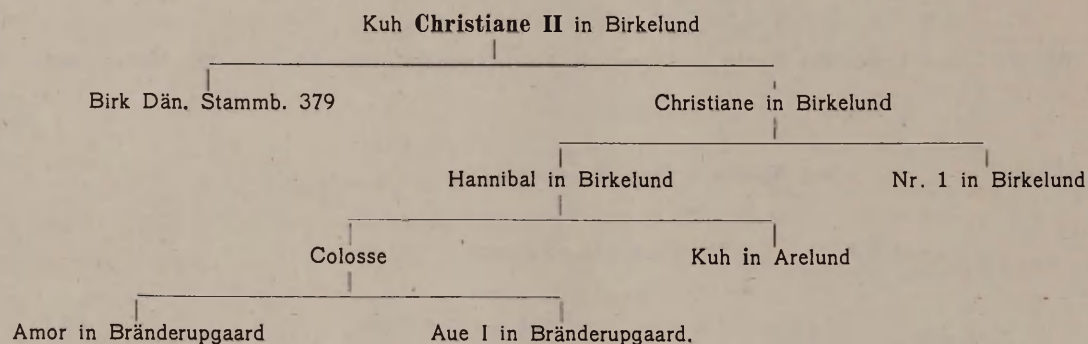 Kuh Christiane II in Birkelund
Birk Dän. Stammb. 379 Christiane in Birkelund
Hannibal in Birkelund Nr. 1 in Birkelund
Colosse Kuh in Arelund
Amor in Bränderupgaard Aue I in Bränderupgaard.